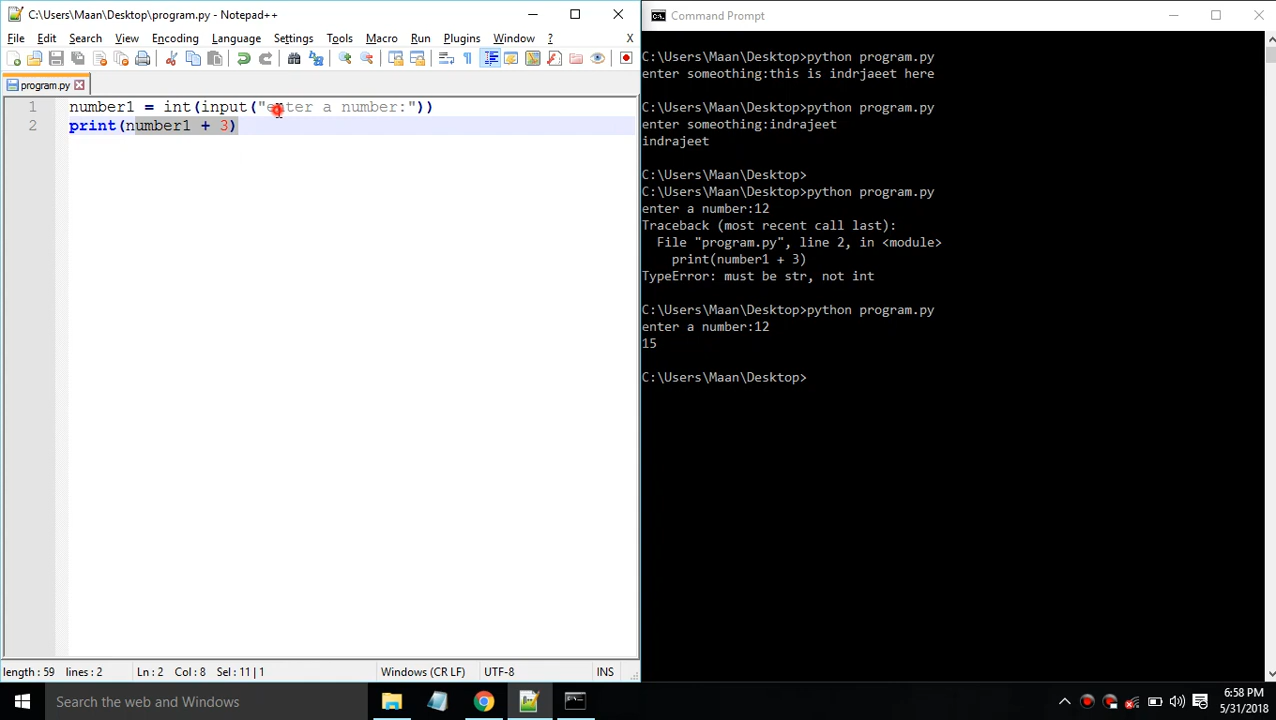 C:\Users\Maan\Desktop\program.py - Notepad++
File Edit Search View Encoding Language Settings Tools Macro Run Plugins Window ? X
program.py
1 number1 = int(input("enter a number:"))
2 print(number1 + 3)
length : 59 lines : 2 Ln : 2 Col : 8 Sel : 11 | 1 Windows (CR LF) UTF-8 INS
Command Prompt
C:\Users\Maan\Desktop>python program.py
enter someothing:this is indrjaeet here
C:\Users\Maan\Desktop>python program.py
enter someothing:indrajeet
indrajeet
C:\Users\Maan\Desktop>
C:\Users\Maan\Desktop>python program.py
enter a number:12
Traceback (most recent call last):
  File "program.py", line 2, in <module>
    print(number1 + 3)
TypeError: must be str, not int
C:\Users\Maan\Desktop>python program.py
enter a number:12
15
C:\Users\Maan\Desktop>
Search the web and Windows
6:58 PM
5/31/2018